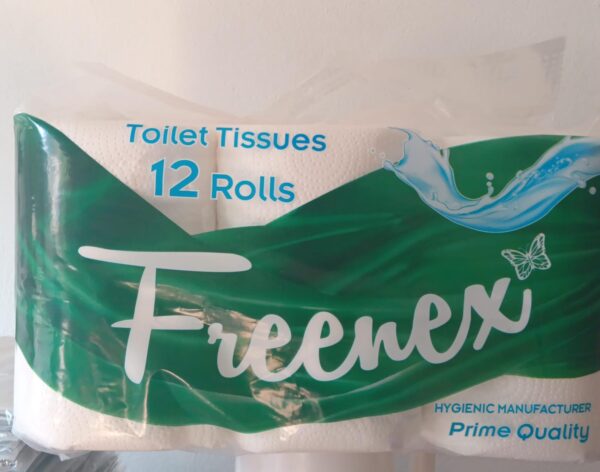 Toilet Tissues
12 Rolls
Freenex
HYGIENIC MANUFACTURER
Prime Quality